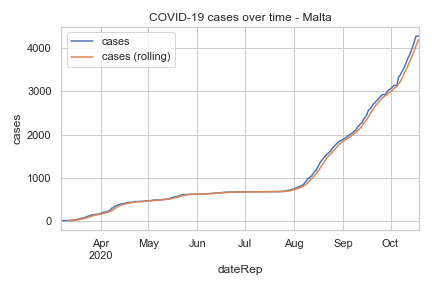 COVID-19 cases over time - Malta
cases
cases (rolling)
cases
4000
3000
2000
1000
0
Apr
2020
May
Jun
Jul
Aug
Sep
Oct
dateRep